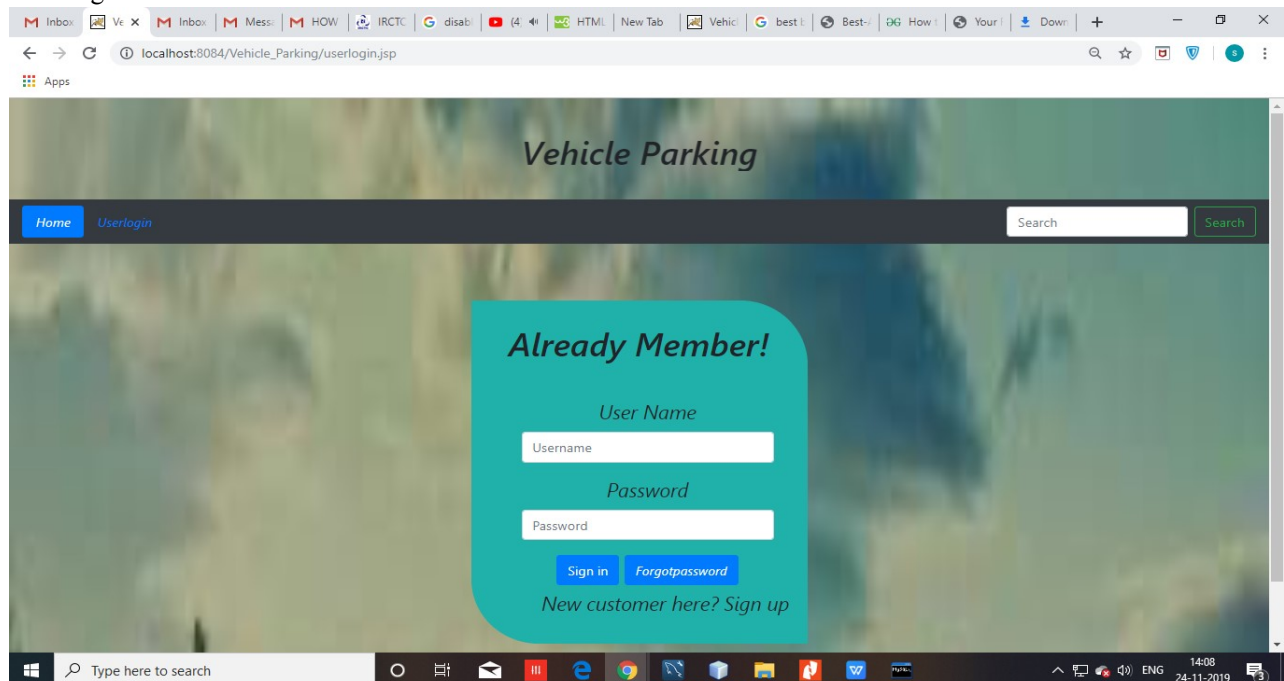 Inbox Ve Inbox Mess HOW IRCTC disabl (4 HTML New Tab Vehicl best b Best- How t Your Down
localhost:8084/Vehicle_Parking/userlogin.jsp
Apps
Vehicle Parking
Home Userlogin Search Search
Already Member!
User Name
Username
Password
Password
Sign in Forgotpassword
New customer here? Sign up
Type here to search ENG 14:08
24-11-2019